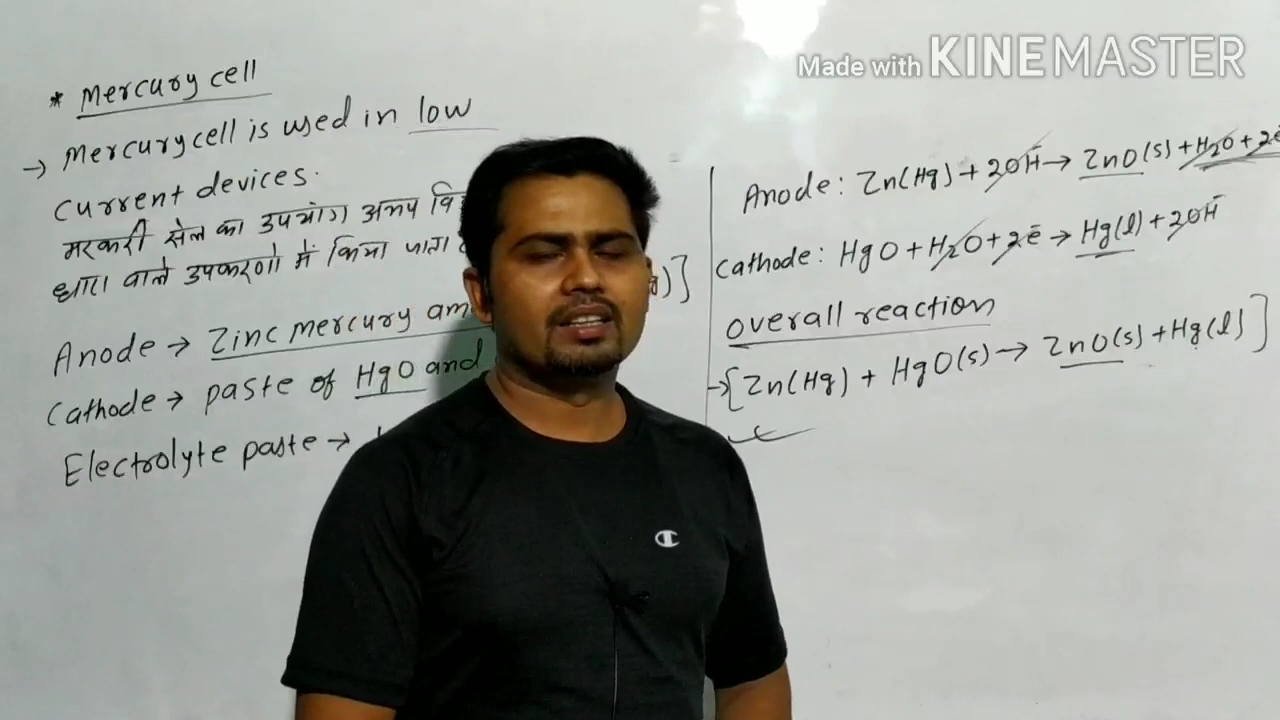 Made with KINEMASTER
* Mercury cell
→ Mercury cell is used in low
current devices.
मरकरी सेल का उपयोग अल्प
धारा वाले उपकरणो में किया जाता
Anode → Zinc mercury am
Cathode → paste of HgO and
Electrolyte paste →
)]
Anode: Zn(Hg) + 2OH⁻ → ZnO(s) + H₂O + 2e
Cathode: HgO + H₂O + 2e⁻ → Hg(l) + 2OH⁻
overall reaction
→[Zn(Hg) + HgO(s) → ZnO(s) + Hg(l)]